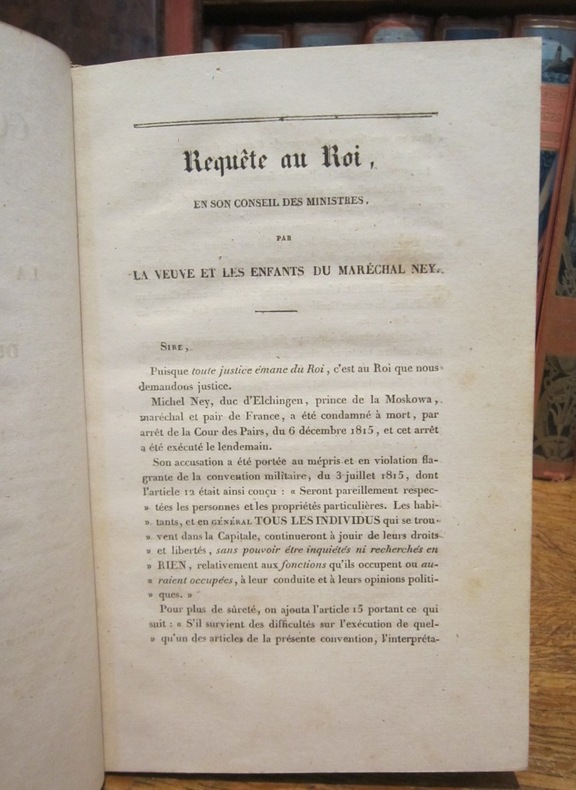 Requête au Roi,
EN SON CONSEIL DES MINISTRES,
PAR
LA VEUVE ET LES ENFANTS DU MARÉCHAL NEY.
SIRE,
Puisque toute justice émane du Roi, c'est au Roi que nous
demandons justice.
Michel Ney, duc d'Elchingen, prince de la Moskowa,
maréchal et pair de France, a été condamné à mort, par
arrêt de la Cour des Pairs, du 6 décembre 1815, et cet arrêt
a été exécuté le lendemain.
Son accusation a été portée au mépris et en violation fla-
grante de la convention militaire, du 3 juillet 1815, dont
l'article 12 était ainsi conçu : « Seront pareillement respec-
» tées les personnes et les propriétés particulières. Les habi-
» tants, et en GÉNÉRAL TOUS LES INDIVIDUS qui se trou-
» vent dans la Capitale, continueront à jouir de leurs droits
» et libertés, sans pouvoir être inquiétés ni recherchés en
» RIEN, relativement aux fonctions qu'ils occupent ou au-
» raient occupées, à leur conduite et à leurs opinions politi-
» ques. »
Pour plus de sûreté, on ajouta l'article 15 portant ce qui
suit : « S'il survient des difficultés sur l'exécution de quel-
» qu'un des articles de la présente convention, l'interpréta-